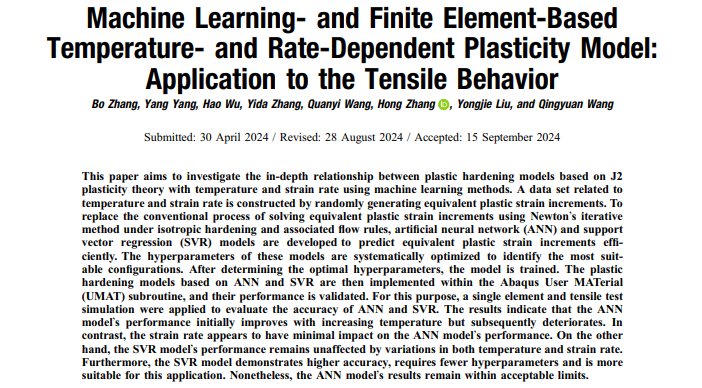 Machine Learning- and Finite Element-Based
Temperature- and Rate-Dependent Plasticity Model:
Application to the Tensile Behavior
Bo Zhang, Yang Yang, Hao Wu, Yida Zhang, Quanyi Wang, Hong Zhang iD, Yongjie Liu, and Qingyuan Wang
Submitted: 30 April 2024 / Revised: 28 August 2024 / Accepted: 15 September 2024
This paper aims to investigate the in-depth relationship between plastic hardening models based on J2
plasticity theory with temperature and strain rate using machine learning methods. A data set related to
temperature and strain rate is constructed by randomly generating equivalent plastic strain increments. To
replace the conventional process of solving equivalent plastic strain increments using Newton's iterative
method under isotropic hardening and associated flow rules, artificial neural network (ANN) and support
vector regression (SVR) models are developed to predict equivalent plastic strain increments effi-
ciently. The hyperparameters of these models are systematically optimized to identify the most suit-
able configurations. After determining the optimal hyperparameters, the model is trained. The plastic
hardening models based on ANN and SVR are then implemented within the Abaqus User MATerial
(UMAT) subroutine, and their performance is validated. For this purpose, a single element and tensile test
simulation were applied to evaluate the accuracy of ANN and SVR. The results indicate that the ANN
model's performance initially improves with increasing temperature but subsequently deteriorates. In
contrast, the strain rate appears to have minimal impact on the ANN model's performance. On the other
hand, the SVR model's performance remains unaffected by variations in both temperature and strain rate.
Furthermore, the SVR model demonstrates higher accuracy, requires fewer hyperparameters and is more
suitable for this application. Nonetheless, the ANN model's results remain within acceptable limits.